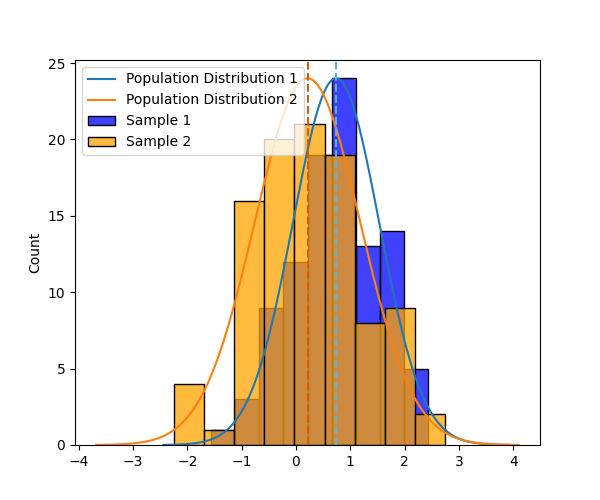 Population Distribution 1
Population Distribution 2
Sample 1
Sample 2
Count
25
20
15
10
5
0
−4 −3 −2 −1 0 1 2 3 4